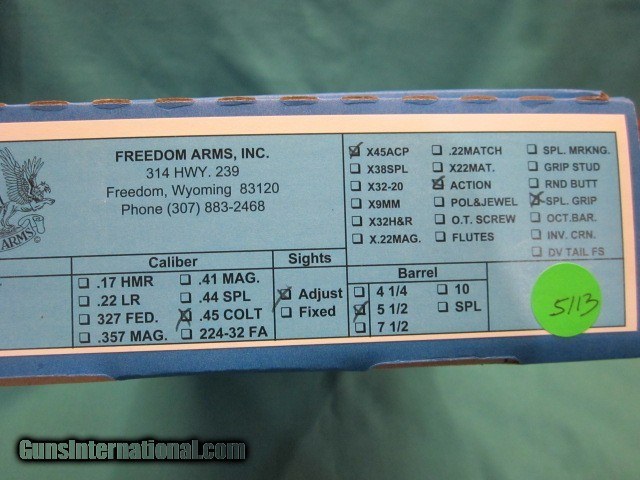 ARMS
FREEDOM ARMS, INC.
314 HWY. 239
Freedom, Wyoming 83120
Phone (307) 883-2468
X45ACP
X38SPL
X32-20
X9MM
X32H&R
X.22MAG.
.22MATCH
X22MAT.
ACTION
POL&JEWEL
O.T. SCREW
FLUTES
SPL. MRKNG.
GRIP STUD
RND BUTT
SPL. GRIP
OCT.BAR.
INV. CRN.
DV TAIL FS
Caliber
.17 HMR
.22 LR
327 FED.
.357 MAG.
.41 MAG.
.44 SPL
.45 COLT
224-32 FA
Sights
Adjust
Fixed
Barrel
4 1/4
5 1/2
7 1/2
10
SPL
5113
GunsInternational.com